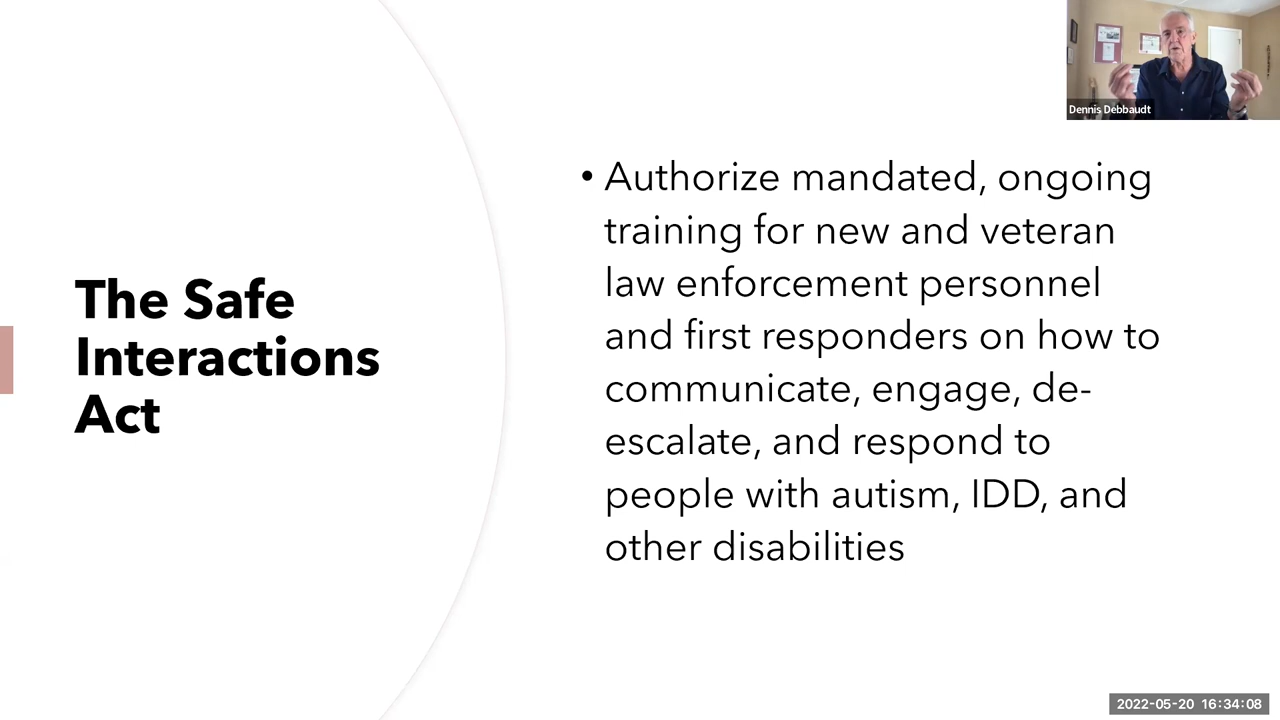 Dennis Debbaudt
The Safe
Interactions
Act
• Authorize mandated, ongoing
training for new and veteran
law enforcement personnel
and first responders on how to
communicate, engage, de-
escalate, and respond to
people with autism, IDD, and
other disabilities
2022-05-20 16:34:08